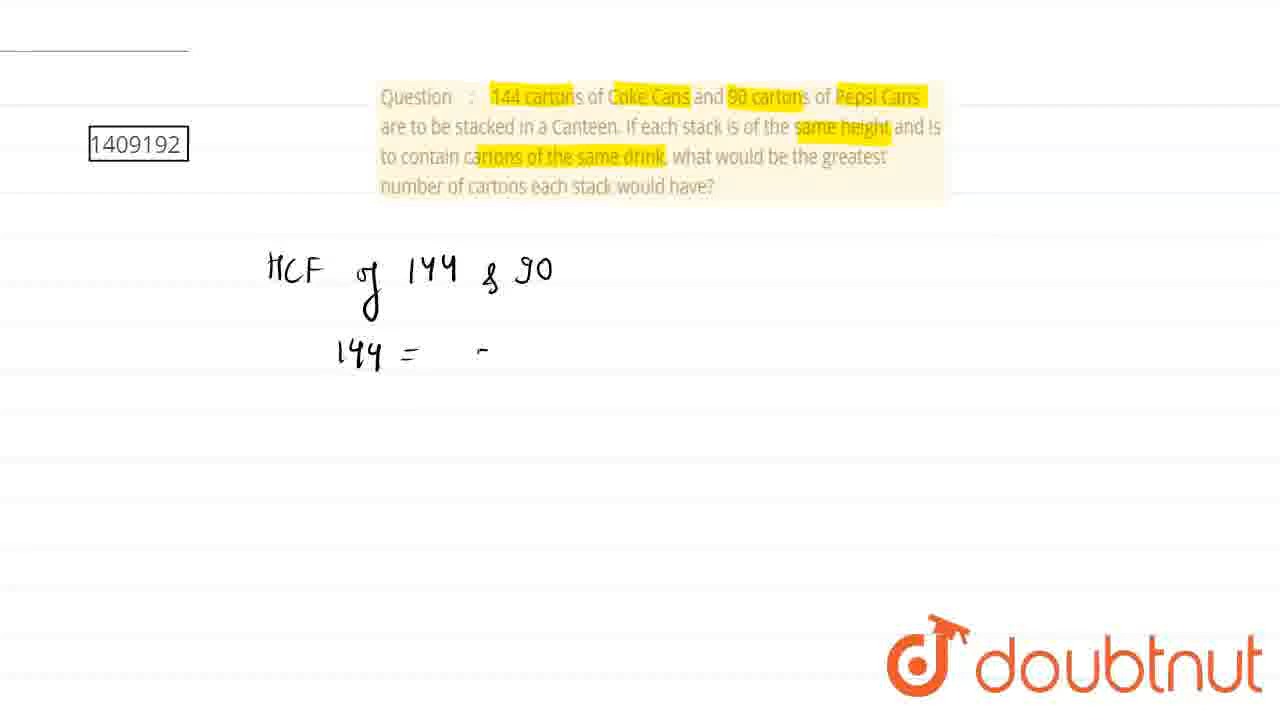 Question : 144 cartons of Coke Cans and 90 cartons of Pepsi Cans
are to be stacked in a Canteen. If each stack is of the same height and is
1409192
to contain cartons of the same drink, what would be the greatest
number of cartons each stack would have?
HCF of 144 & 90
144 =
doubtnut